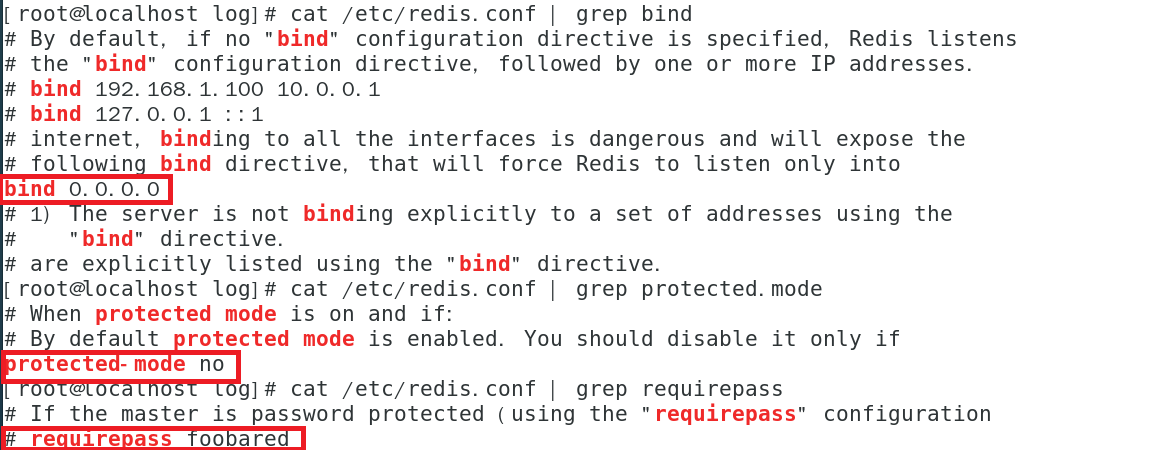 [root@localhost log]# cat /etc/redis.conf | grep bind
# By default, if no "bind" configuration directive is specified, Redis listens
# the "bind" configuration directive, followed by one or more IP addresses.
# bind 192.168.1.100 10.0.0.1
# bind 127.0.0.1 ::1
# internet, binding to all the interfaces is dangerous and will expose the
# following bind directive, that will force Redis to listen only into
bind 0.0.0.0
# 1) The server is not binding explicitly to a set of addresses using the
#    "bind" directive.
# are explicitly listed using the "bind" directive.
[root@localhost log]# cat /etc/redis.conf | grep protected.mode
# When protected mode is on and if:
# By default protected mode is enabled. You should disable it only if
protected-mode no
[root@localhost log]# cat /etc/redis.conf | grep requirepass
# If the master is password protected (using the "requirepass" configuration
# requirepass foobared